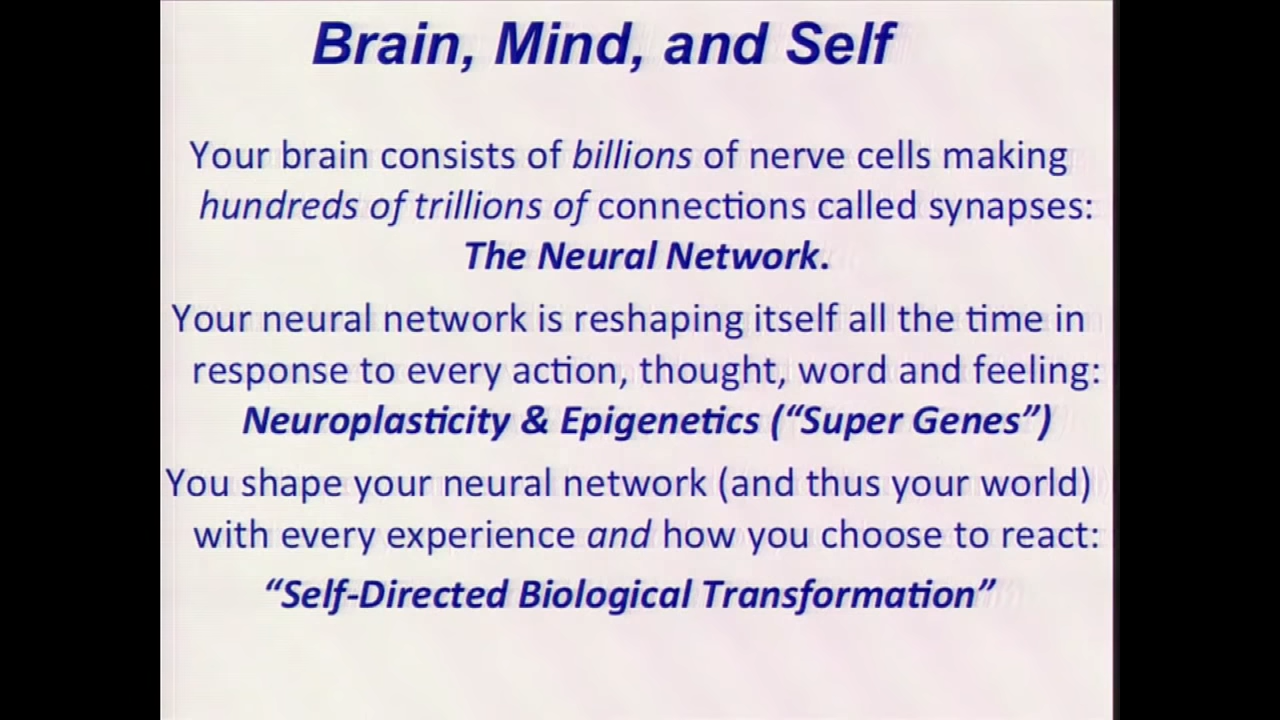 Brain, Mind, and Self
Your brain consists of billions of nerve cells making
hundreds of trillions of connections called synapses:
The Neural Network.
Your neural network is reshaping itself all the time in
response to every action, thought, word and feeling:
Neuroplasticity & Epigenetics (“Super Genes”)
You shape your neural network (and thus your world)
with every experience and how you choose to react:
“Self-Directed Biological Transformation”